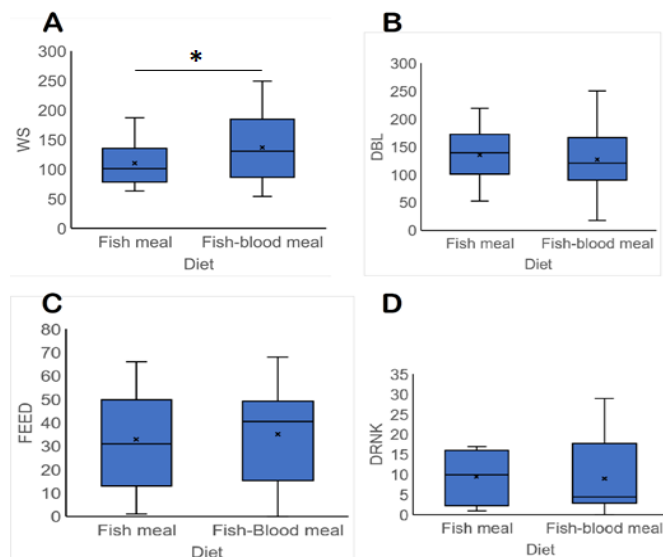 A
*
300
250
200
150
100
50
0
WS
Fish meal
Fish-blood meal
Diet
B
300
250
200
150
100
50
0
DBL
Fish meal
Fish-blood meal
Diet
C
80
70
60
50
40
30
20
10
0
FEED
Fish meal
Fish-Blood meal
Diet
D
35
30
25
20
15
10
5
0
DRNK
Fish meal
Fish-blood meal
Diet